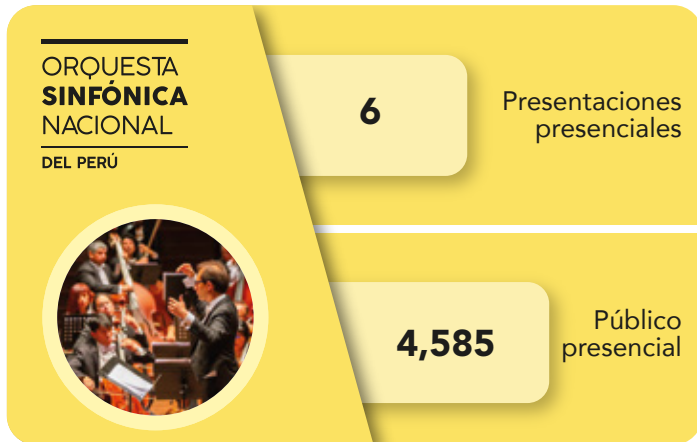 ORQUESTA
SINFÓNICA
NACIONAL
DEL PERÚ
6
Presentaciones
presenciales
4,585
Público
presencial